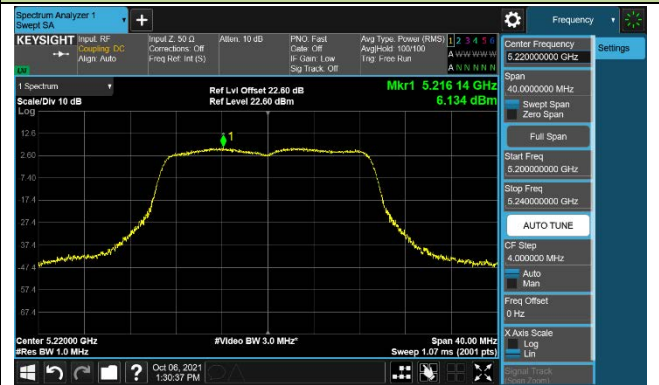 Spectrum Analyzer 1
Swept SA
Frequency
KEYSIGHT
Input: RF
Coupling: DC
Align: Auto
Input Z: 50 Ω
Corrections: Off
Freq Ref: Int (S)
Atten: 10 dB
PNO: Fast
Gate: Off
IF Gain: Low
Sig Track: Off
Avg Type: Power (RMS)
Avg|Hold: 100/100
Trig: Free Run
1 2 3 4 5 6
A W W W W W
A N N N N N
LNI
1 Spectrum
Scale/Div 10 dB
Ref Lvl Offset 22.60 dB
Ref Level 22.60 dBm
Mkr1 5.216 14 GHz
6.134 dBm
Log
1
12.6
2.60
-7.40
-17.4
-27.4
-37.4
-47.4
-57.4
-67.4
Center 5.22000 GHz
#Res BW 1.0 MHz
#Video BW 3.0 MHz*
Span 40.00 MHz
Sweep 1.07 ms (2001 pts)
Oct 06, 2021
1:30:37 PM
Center Frequency
5.220000000 GHz
Settings
Span
40.0000000 MHz
Swept Span
Zero Span
Full Span
Start Freq
5.200000000 GHz
Stop Freq
5.240000000 GHz
AUTO TUNE
CF Step
4.000000 MHz
Auto
Man
Freq Offset
0 Hz
X Axis Scale
Log
Lin
Signal Track
(Span Zoom)